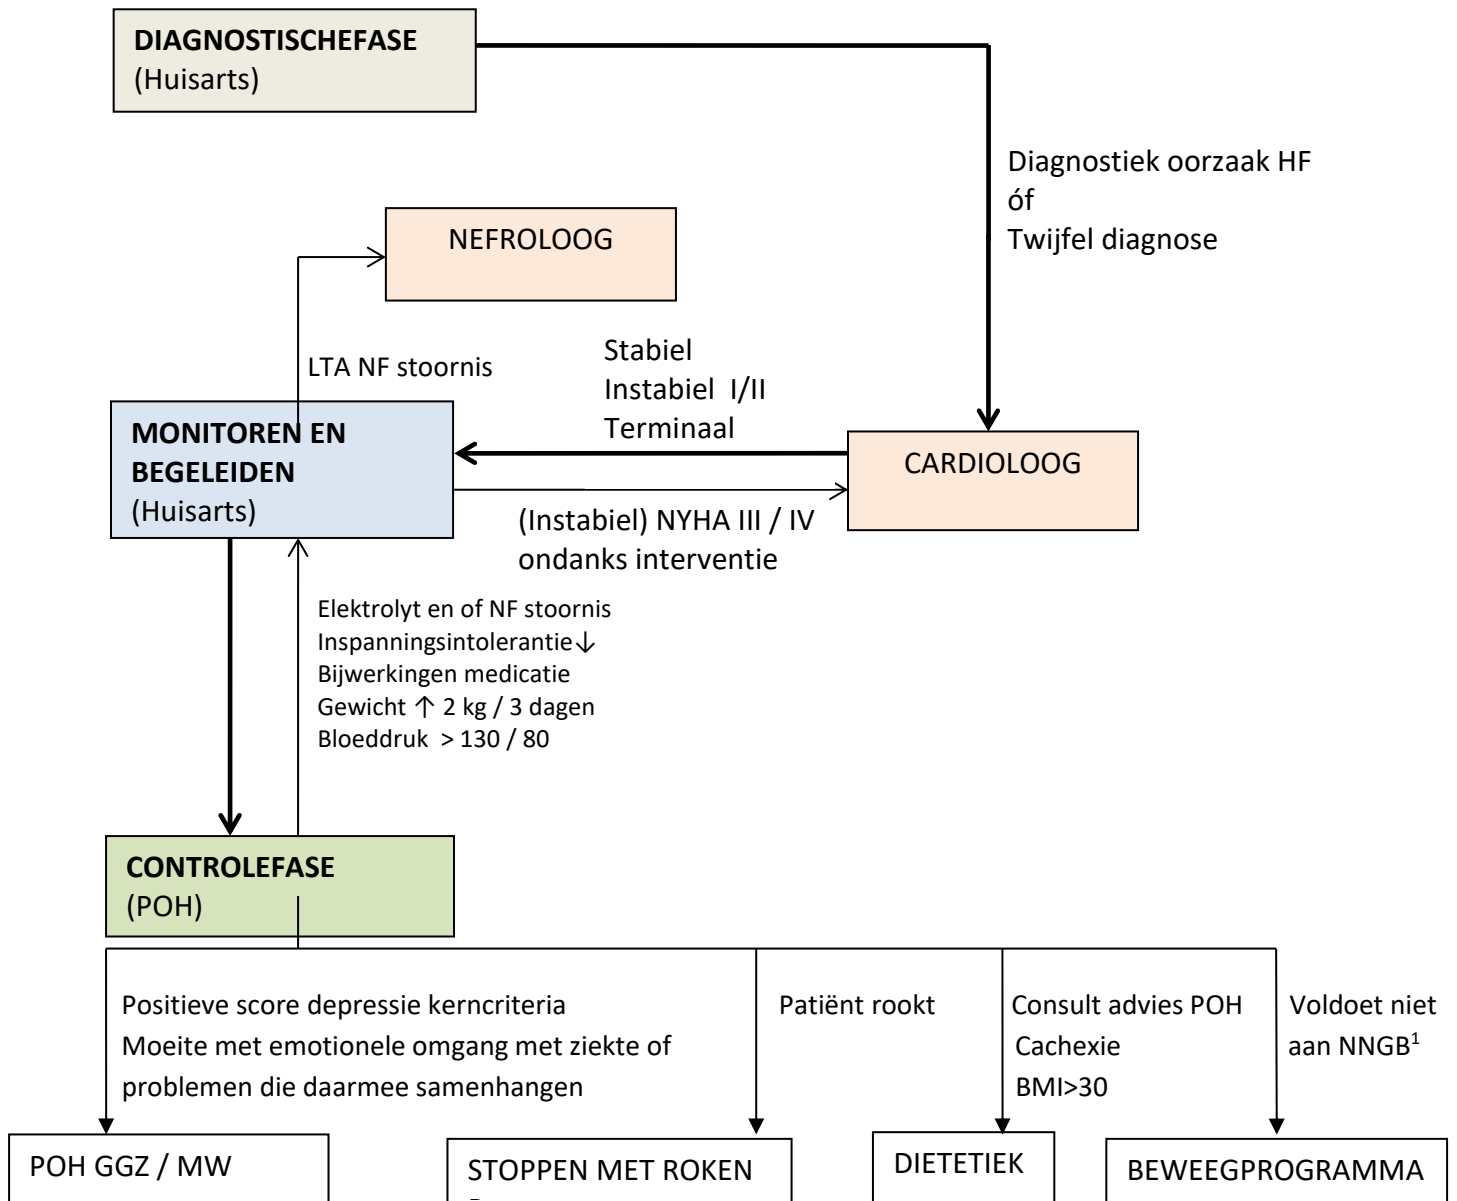 DIAGNOSTISCHEFASE
(Huisarts)
Diagnostiek oorzaak HF
óf
Twijfel diagnose
NEFROLOOG
LTA NF stoornis
Stabiel
Instabiel I/II
Terminaal
MONITOREN EN
BEGELEIDEN
(Huisarts)
CARDIOLOOG
(Instabiel) NYHA III / IV
ondanks interventie
Elektrolyt en of NF stoornis
Inspanningsintolerantie↓
Bijwerkingen medicatie
Gewicht ↑ 2 kg / 3 dagen
Bloeddruk > 130 / 80
CONTROLEFASE
(POH)
Positieve score depressie kerncriteria
Moeite met emotionele omgang met ziekte of
problemen die daarmee samenhangen
Patiënt rookt
Consult advies POH
Cachexie
BMI>30
Voldoet niet
aan NNGB¹
POH GGZ / MW
STOPPEN MET ROKEN
DIETETIEK
BEWEEGPROGRAMMA